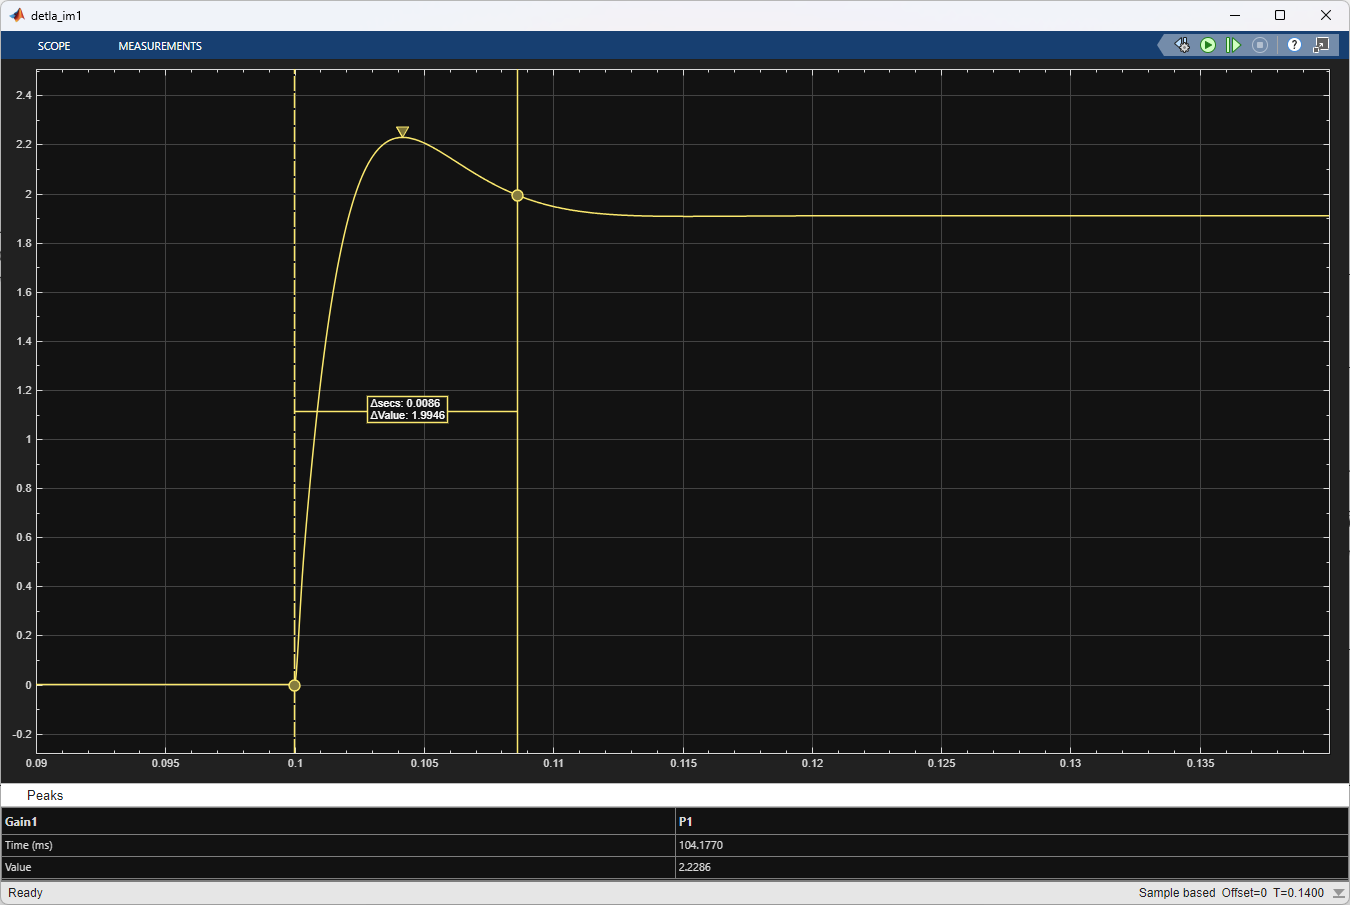 detla_im1
SCOPE MEASUREMENTS
2.4
2.2
2
1.8
1.6
1.4
1.2
Δsecs: 0.0086
ΔValue: 1.9946
1
0.8
0.6
0.4
0.2
0
-0.2
0.09 0.095 0.1 0.105 0.11 0.115 0.12 0.125 0.13 0.135
Peaks
Gain1 P1
Time (ms) 104.1770
Value 2.2286
Ready Sample based Offset=0 T=0.1400